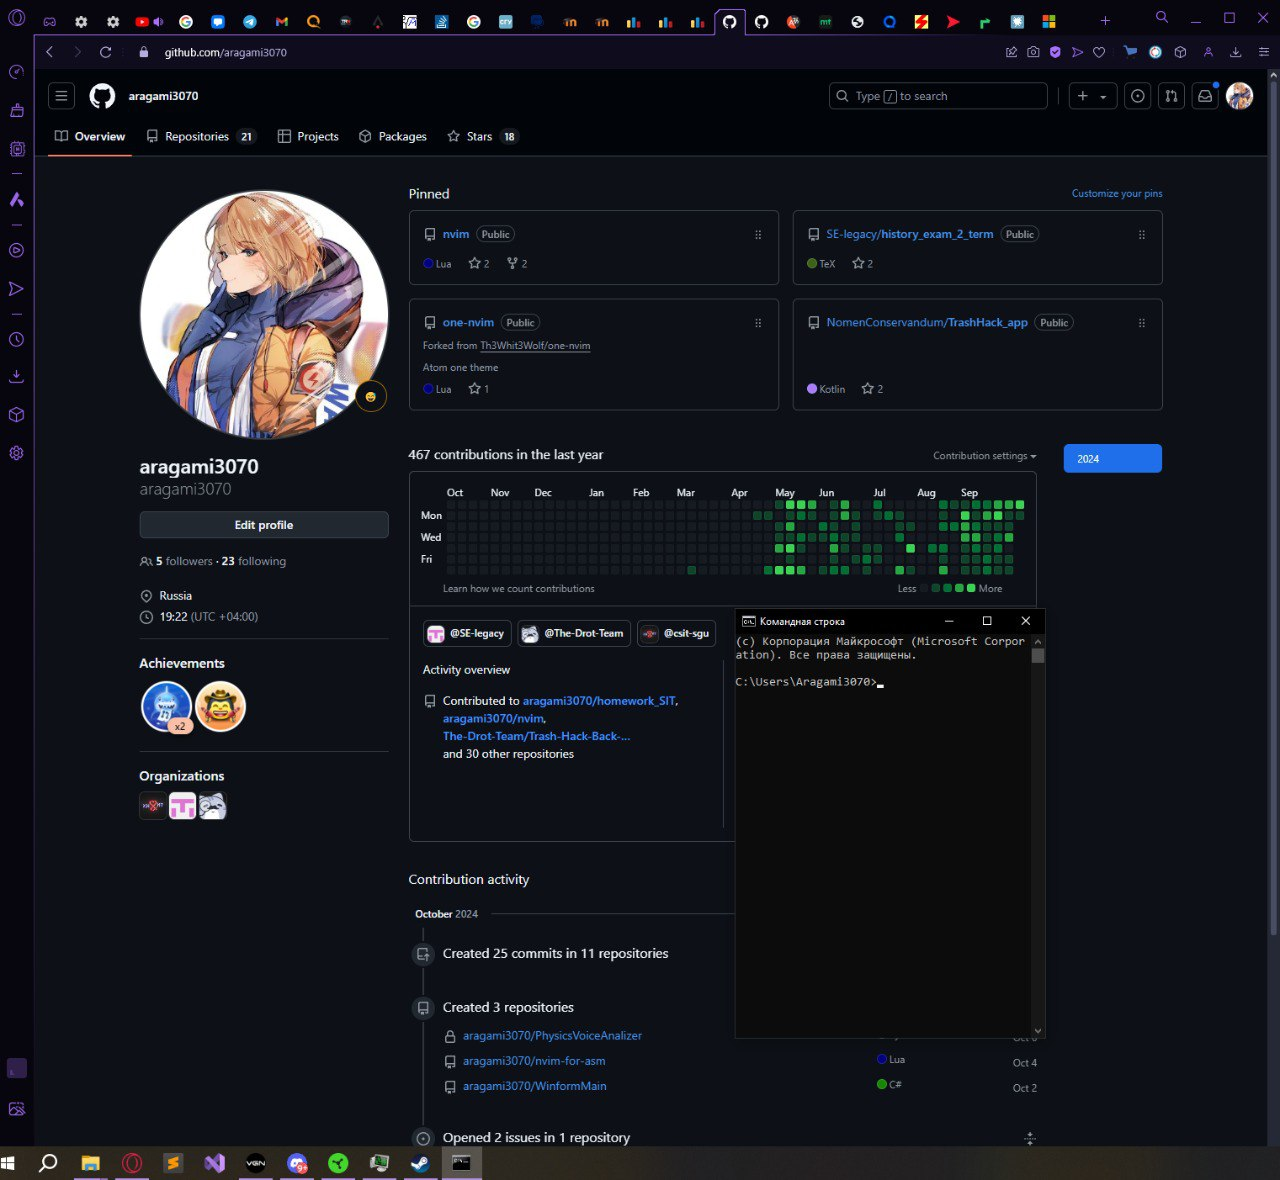 github.com/aragami3070
aragami3070
Type / to search
Overview
Repositories 21
Projects
Packages
Stars 18
Pinned
Customize your pins
nvim Public
Lua 2 2
SE-legacy/history_exam_2_term Public
TeX 2
one-nvim Public
Forked from Th3Whit3Wolf/one-nvim
Atom one theme
Lua 1
NomenConservandum/TrashHack_app Public
Kotlin 2
aragami3070
aragami3070
Edit profile
5 followers · 23 following
Russia
19:22 (UTC +04:00)
Achievements
x2
Organizations
467 contributions in the last year
Contribution settings
2024
Oct Nov Dec Jan Feb Mar Apr May Jun Jul Aug Sep
Mon
Wed
Fri
Learn how we count contributions
Less More
@SE-legacy @The-Drot-Team @csit-sgu
Activity overview
Contributed to aragami3070/homework_SIT,
aragami3070/nvim,
The-Drot-Team/Trash-Hack-Back-...
and 30 other repositories
Командная строка
(c) Корпорация Майкрософт (Microsoft Corpor
ation). Все права защищены.
C:\Users\Aragami3070>
Contribution activity
October 2024
Created 25 commits in 11 repositories
Created 3 repositories
aragami3070/PhysicsVoiceAnalizer
aragami3070/nvim-for-asm Lua Oct 4
aragami3070/WinformMain C# Oct 2
Opened 2 issues in 1 repository
VGN
9+